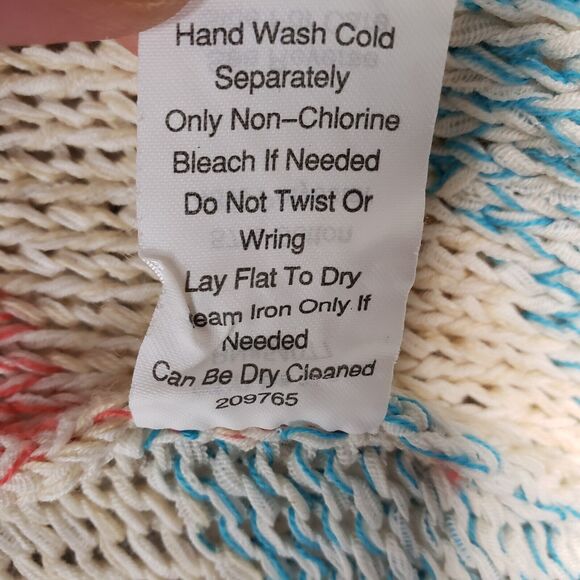 Hand Wash Cold
Separately
Only Non-Chlorine
Bleach If Needed
Do Not Twist Or
Wring
Lay Flat To Dry
eam Iron Only If
Needed
Can Be Dry Cleaned
209765